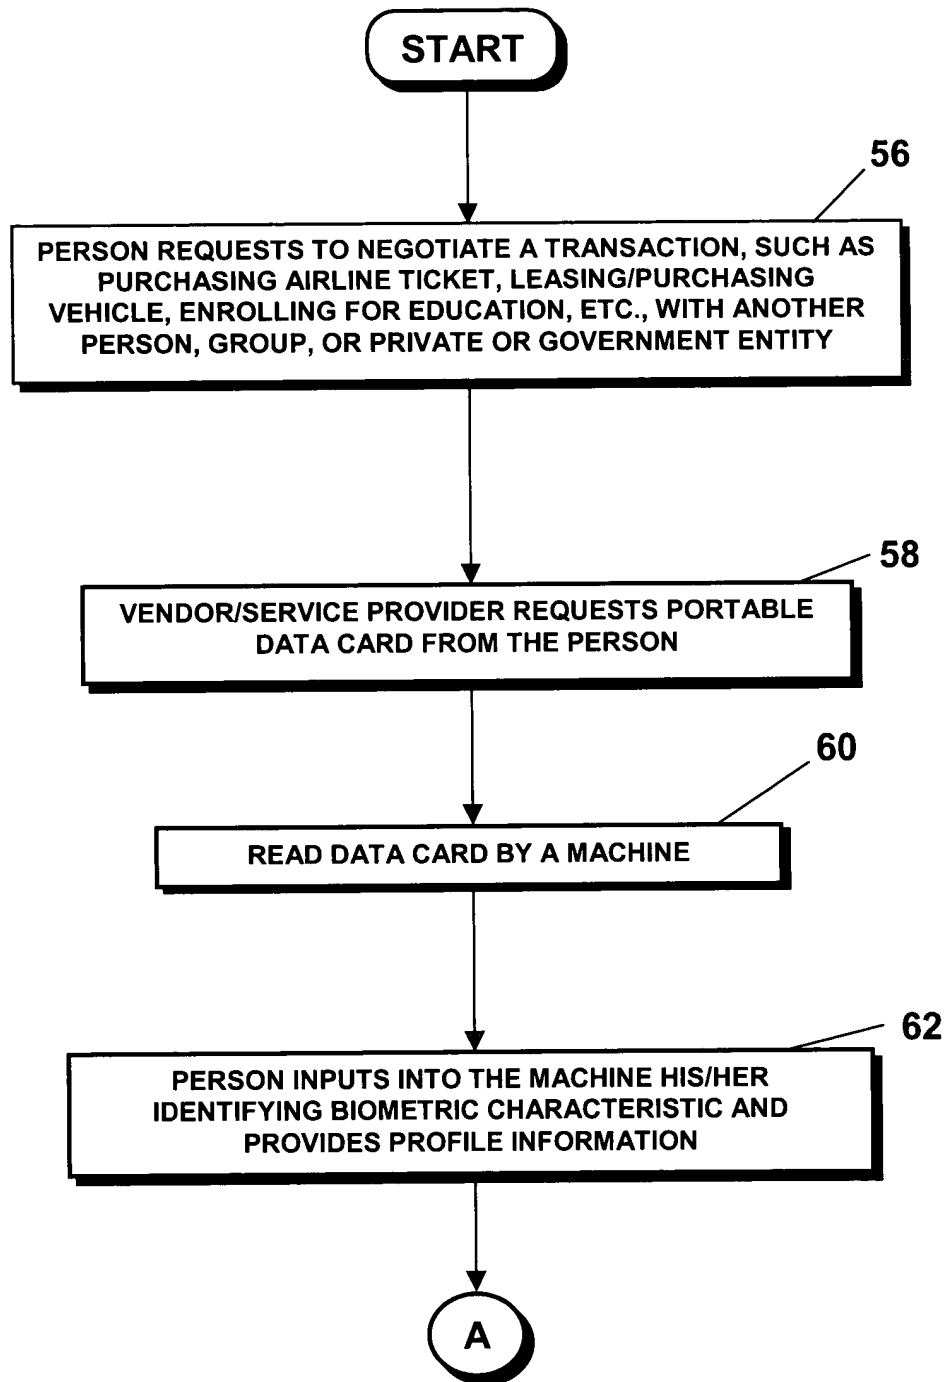 START
56
PERSON REQUESTS TO NEGOTIATE A TRANSACTION, SUCH AS
PURCHASING AIRLINE TICKET, LEASING/PURCHASING
VEHICLE, ENROLLING FOR EDUCATION, ETC., WITH ANOTHER
PERSON, GROUP, OR PRIVATE OR GOVERNMENT ENTITY
58
VENDOR/SERVICE PROVIDER REQUESTS PORTABLE
DATA CARD FROM THE PERSON
60
READ DATA CARD BY A MACHINE
62
PERSON INPUTS INTO THE MACHINE HIS/HER
IDENTIFYING BIOMETRIC CHARACTERISTIC AND
PROVIDES PROFILE INFORMATION
A